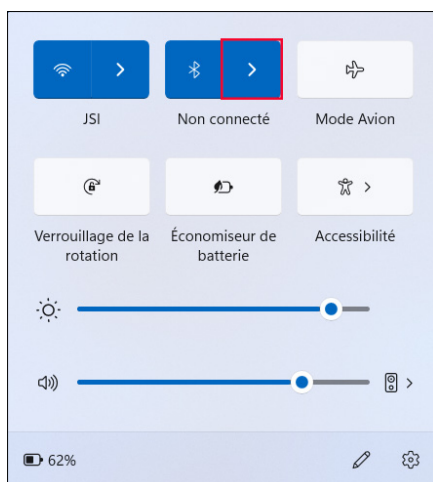 JSI
Non connecté
Mode Avion
Verrouillage de la
rotation
Économiseur de
batterie
Accessibilité
62%